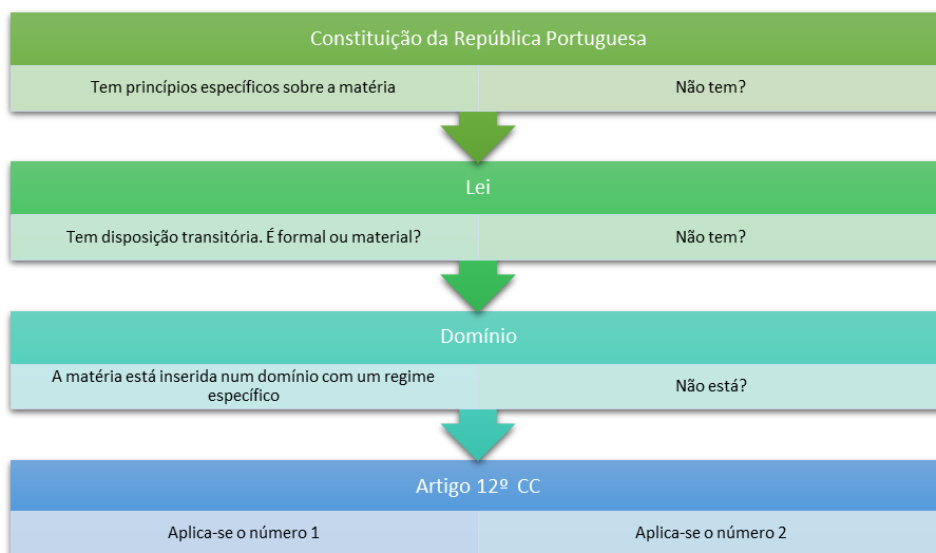 Constituição da República Portuguesa
Tem princípios específicos sobre a matéria
Não tem?
Lei
Tem disposição transitória. É formal ou material?
Não tem?
Domínio
A matéria está inserida num domínio com um regime
específico
Não está?
Artigo 12º CC
Aplica-se o número 1
Aplica-se o número 2